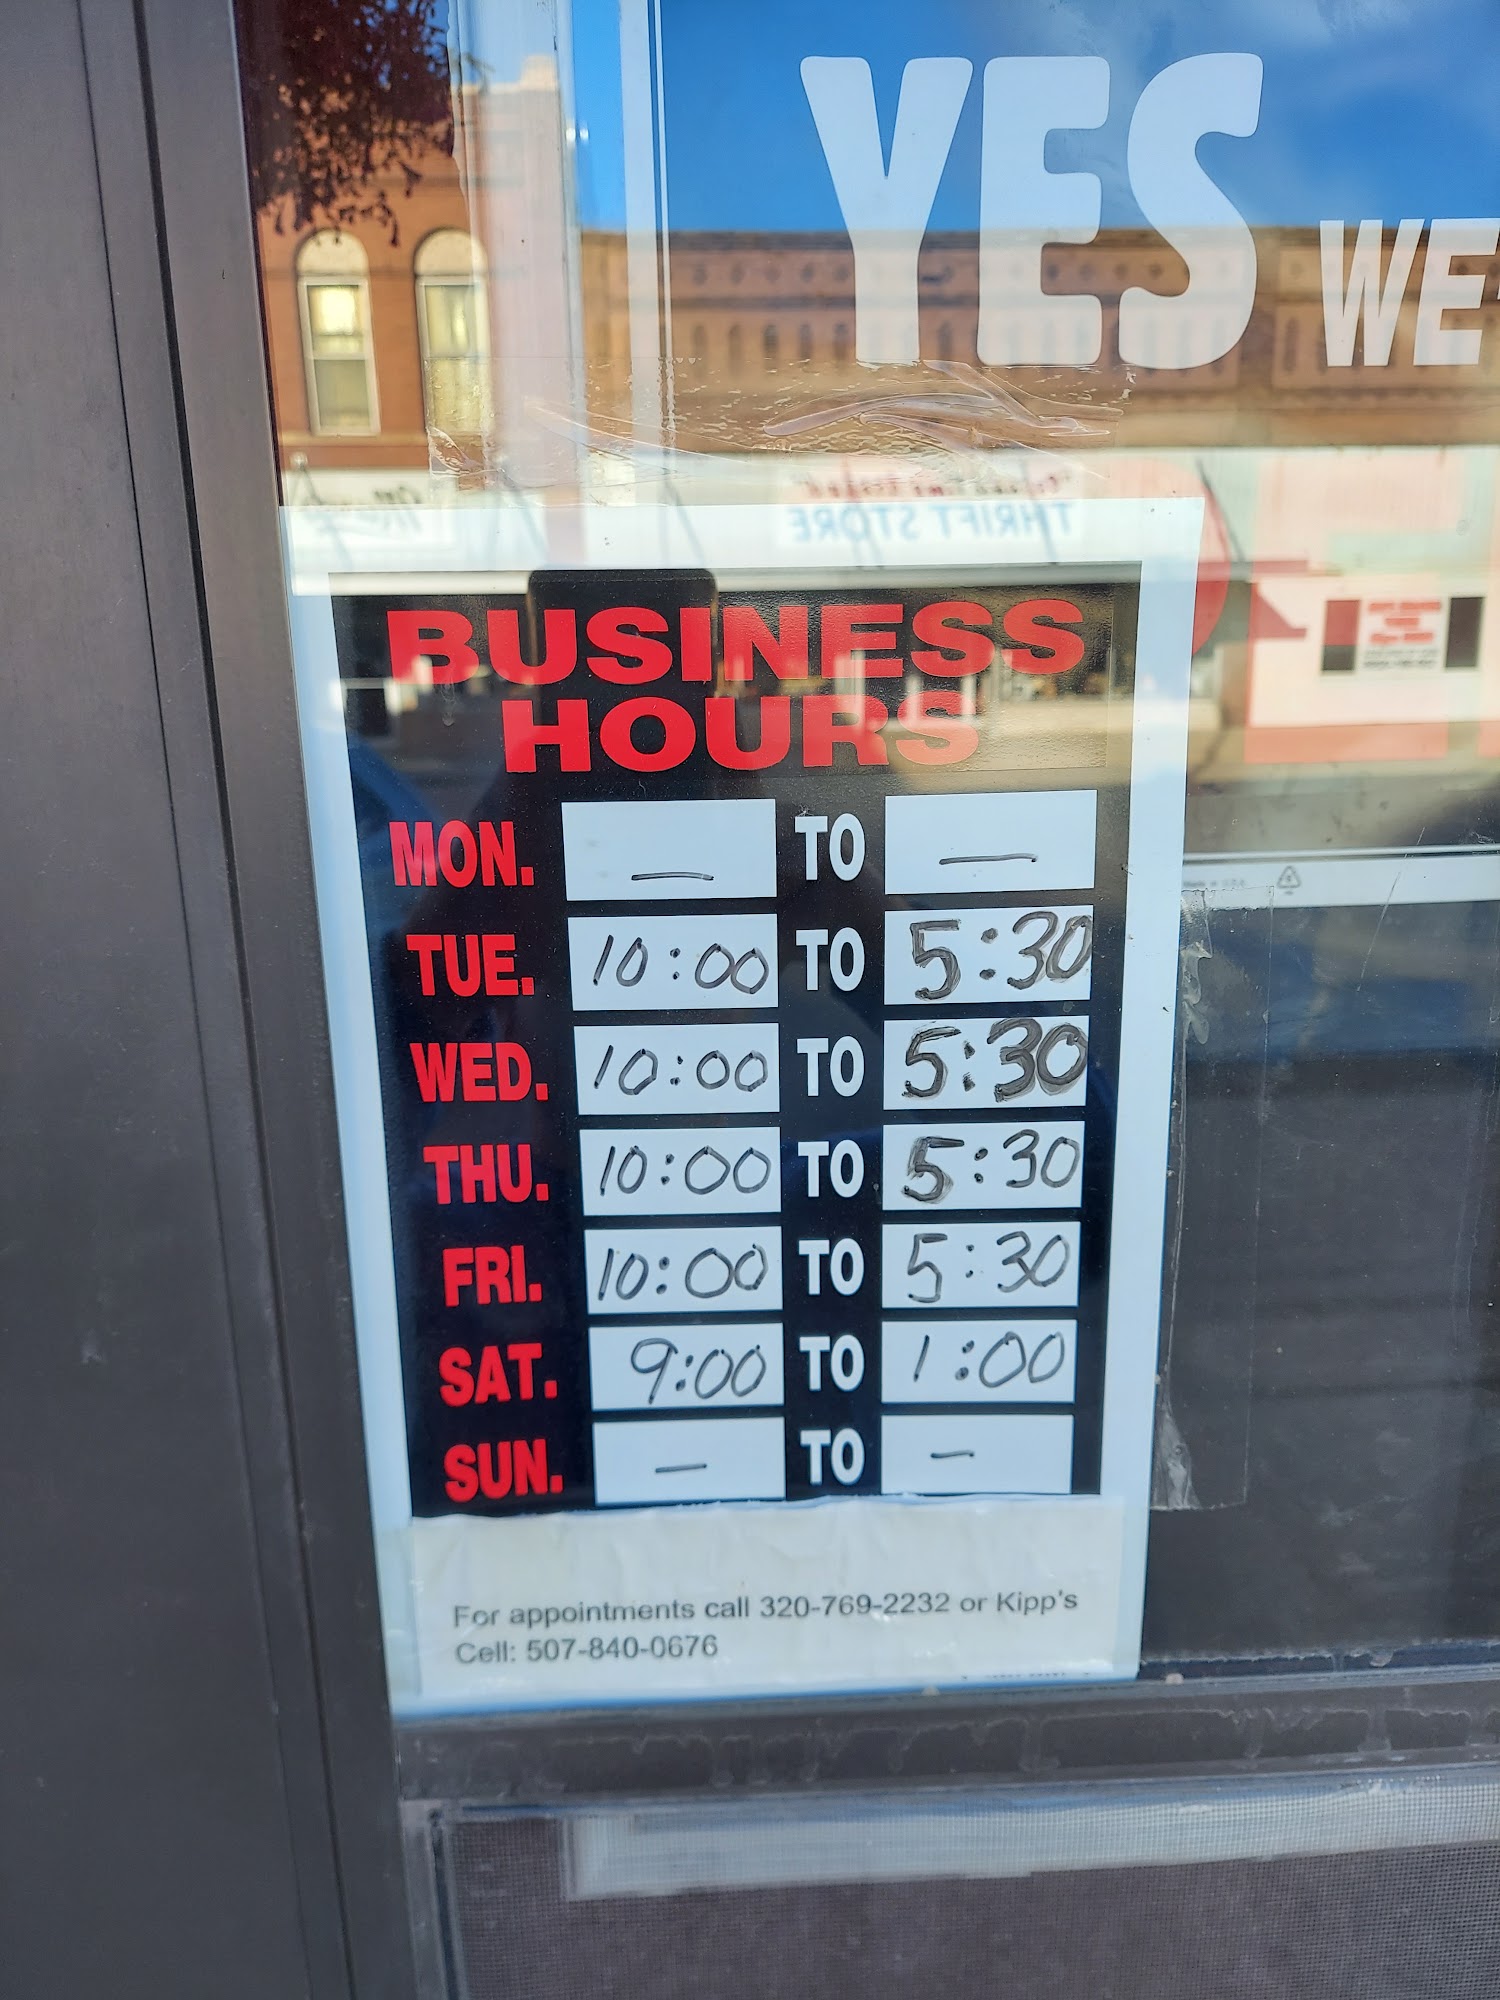 YES WE'
THRIFT STORE
BUSINESS
HOURS
MON. — TO —
TUE. 10:00 TO 5:30
WED. 10:00 TO 5:30
THU. 10:00 TO 5:30
FRI. 10:00 TO 5:30
SAT. 9:00 TO 1:00
SUN. — TO —
For appointments call 320-769-2232 or Kipp's
Cell: 507-840-0676